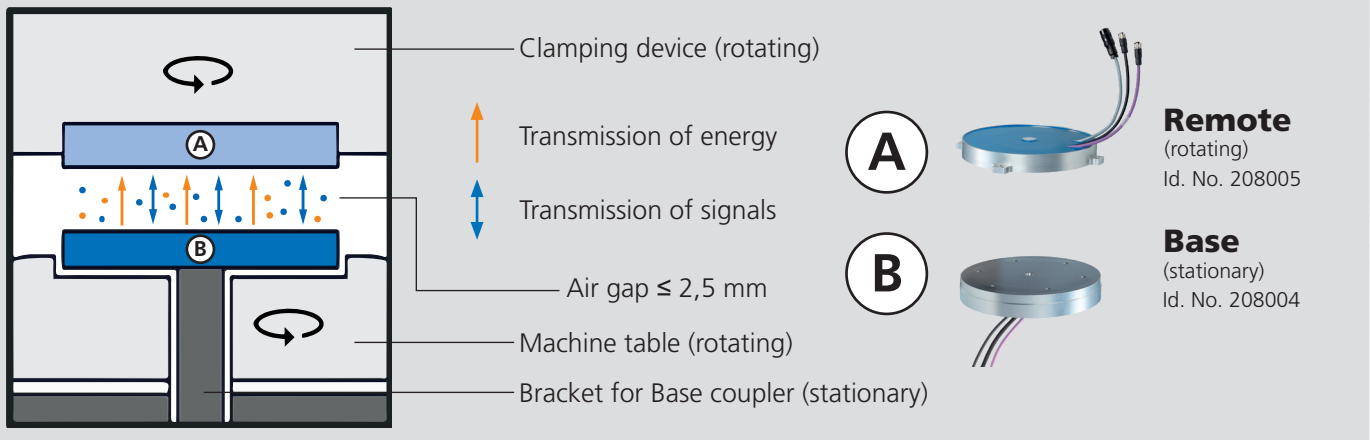 Clamping device (rotating)
A
Transmission of energy
Transmission of signals
B
Air gap ≤ 2,5 mm
Machine table (rotating)
Bracket for Base coupler (stationary)
A
Remote
(rotating)
Id. No. 208005
B
Base
(stationary)
Id. No. 208004